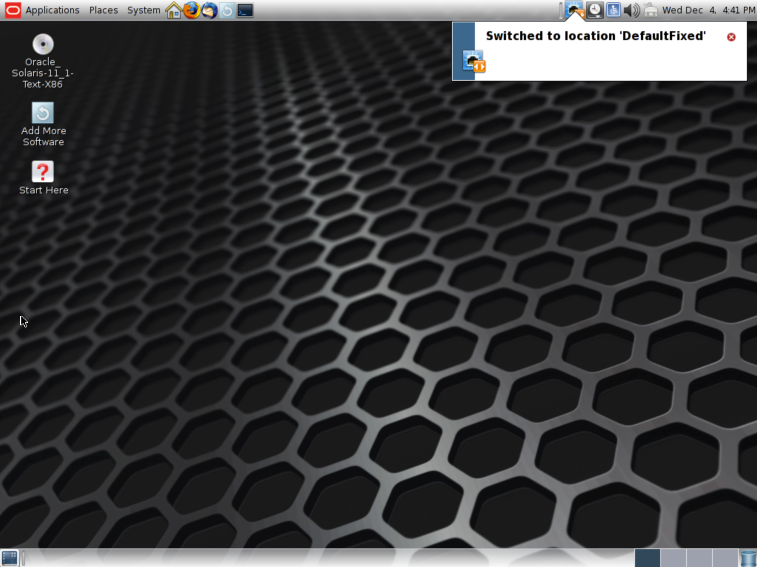 Applications Places System Wed Dec 4, 4:41 PM
Switched to location 'DefaultFixed'
Oracle_
Solaris-11_1-
Text-X86
Add More
Software
Start Here